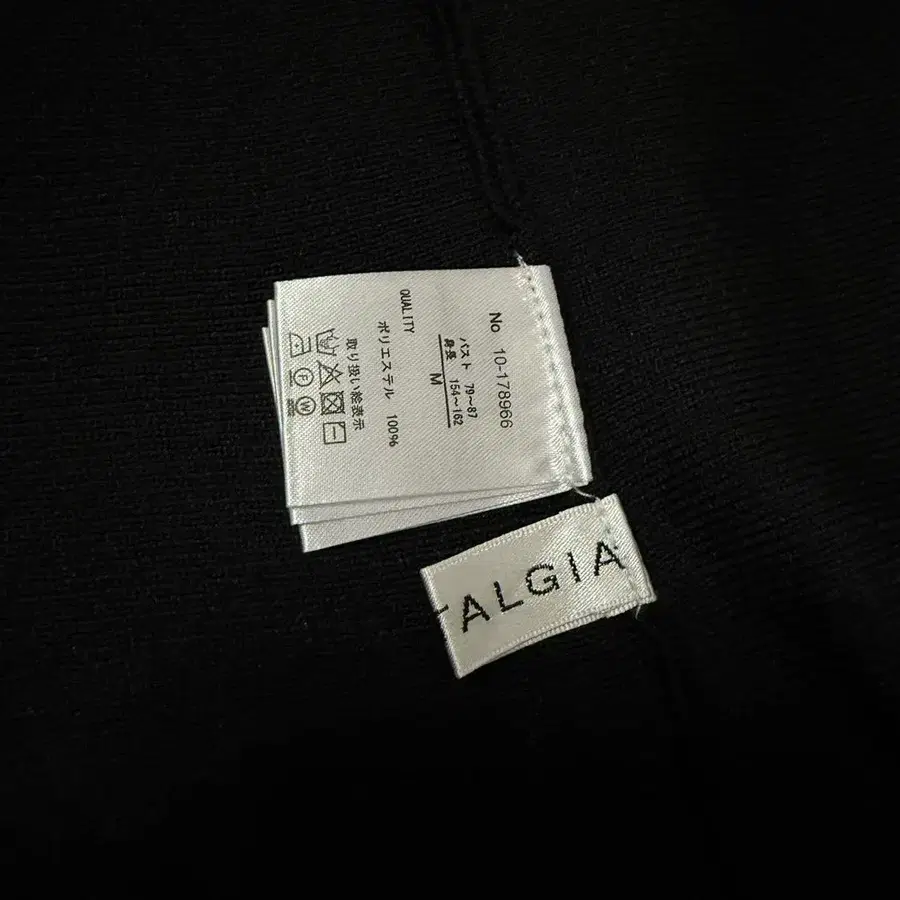 No 10-178966
バスト 79~87
身長 154~162
M
QUALITY
ポリエステル 100%
取り扱い絵表示
F
W
TALGIA